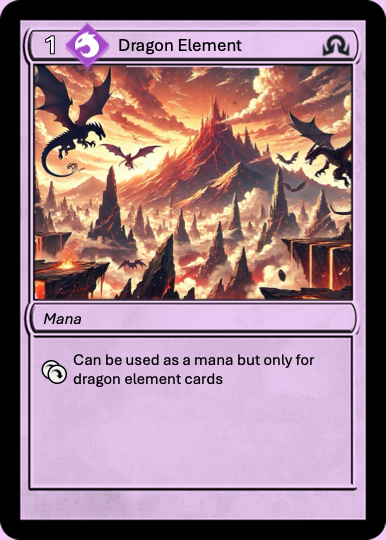 1 Dragon Element
Mana
Can be used as a mana but only for
dragon element cards